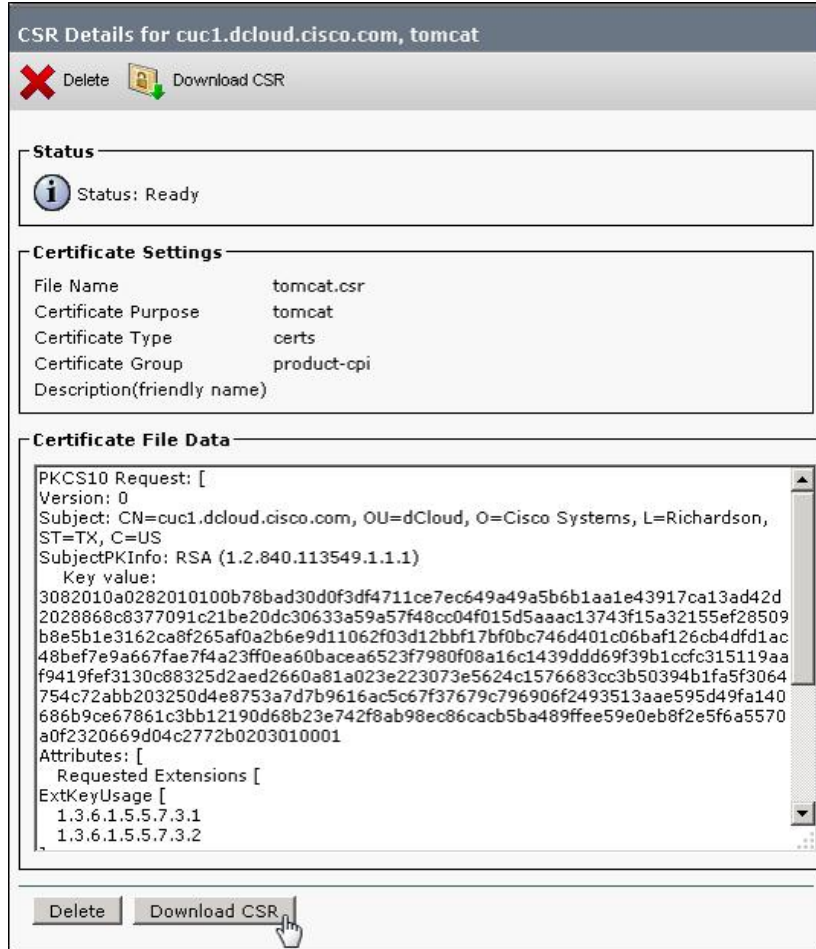 CSR Details for cuc1.dcloud.cisco.com, tomcat
Delete Download CSR
Status
Status: Ready
Certificate Settings
File Name tomcat.csr
Certificate Purpose tomcat
Certificate Type certs
Certificate Group product-cpi
Description(friendly name)
Certificate File Data
PKCS10 Request: [
Version: 0
Subject: CN=cuc1.dcloud.cisco.com, OU=dCloud, O=Cisco Systems, L=Richardson,
ST=TX, C=US
SubjectPKInfo: RSA (1.2.840.113549.1.1.1)
Key value:
3082010a0282010100b78bad30d0f3df4711ce7ec649a49a5b6b1aa1e43917ca13ad42d
2028868c8377091c21be20dc30633a59a57f48cc04f015d5aaac13743f15a32155ef28509
b8e5b1e3162ca8f265af0a2b6e9d11062f03d12bbf17bf0bc746d401c06baf126cb4dfd1ac
48bef7e9a667fae7f4a23ff0ea60bacea6523f7980f08a16c1439ddd69f39b1ccfc315119aa
f9419fef3130c88325d2aed2660a81a023e223073e5624c1576683cc3b50394b1fa5f3064
754c72abb203250d4e8753a7d7b9616ac5c67f37679c796906f2493513aae595d49fa140
686b9ce67861c3bb12190d68b23e742f8ab98ec86cacb5ba489ffee59e0eb8f2e5f6a5570
a0f2320669d04c2772b0203010001
Attributes: [
Requested Extensions [
ExtKeyUsage [
1.3.6.1.5.5.7.3.1
1.3.6.1.5.5.7.3.2
Delete Download CSR